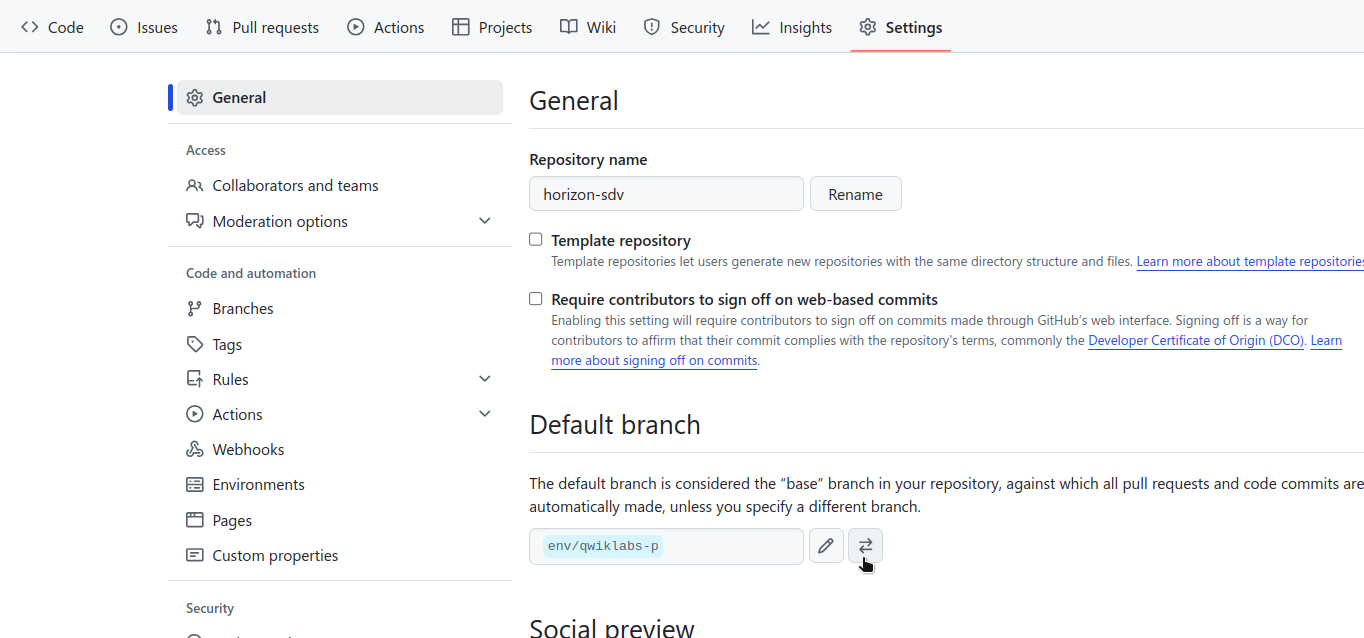 Code Issues Pull requests Actions Projects Wiki Security Insights Settings
General
Access
Collaborators and teams
Moderation options
Code and automation
Branches
Tags
Rules
Actions
Webhooks
Environments
Pages
Custom properties
Security
General
Repository name
horizon-sdv Rename
Template repository
Template repositories let users generate new repositories with the same directory structure and files. Learn more about template repositories
Require contributors to sign off on web-based commits
Enabling this setting will require contributors to sign off on commits made through GitHub's web interface. Signing off is a way for
contributors to affirm that their commit complies with the repository's terms, commonly the Developer Certificate of Origin (DCO). Learn
more about signing off on commits.
Default branch
The default branch is considered the “base” branch in your repository, against which all pull requests and code commits are
automatically made, unless you specify a different branch.
env/qwiklabs-p
Social preview